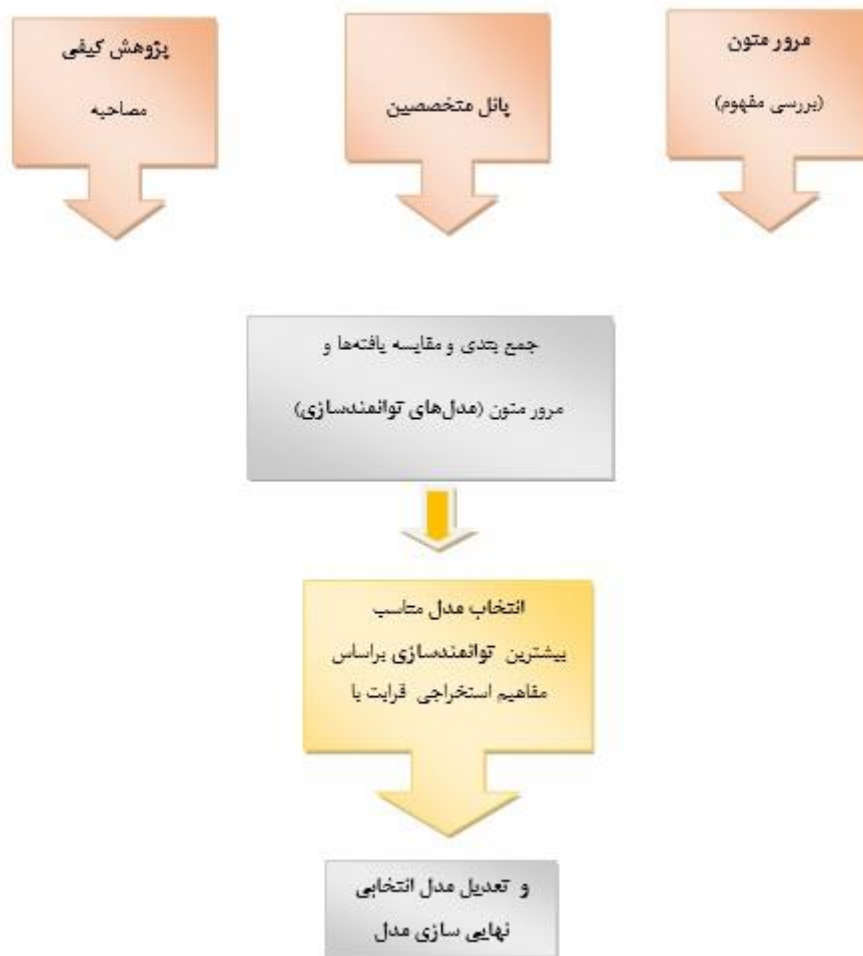 مرور متون
(بررسی مفهوم)
پانل متخصصین
پژوهش کیفی
مصاحبه
جمع بندی و مقایسه یافته‌ها و
مرور متون (مدل‌های توانمندسازی)
انتخاب مدل مناسب
بیشترین توانمندسازی براساس
مفاهیم استخراجی قرابت با
و تعدیل مدل انتخابی
نهایی سازی مدل